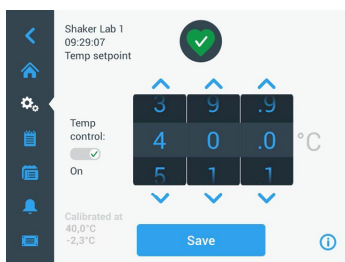 Shaker Lab 1
09:29:07
Temp setpoint
Temp
control:
On
3 9 .9
4 0 .0 °C
5 1 .1
Calibrated at
40,0°C
-2,3°C
Save